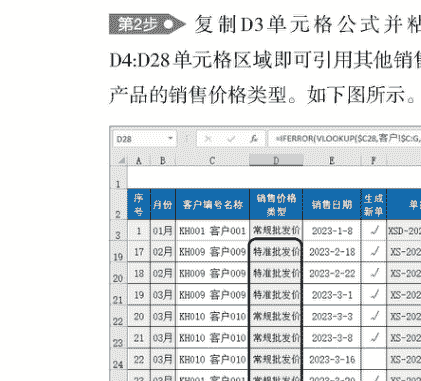 第2步 复制D3单元格公式并粘
D4:D28单元格区域即可引用其他销售
产品的销售价格类型。如下图所示。
D28 fx =IFERROR(VLOOKUP($C28,客户!$C:G,
A B C D E F
1
2 序号 月份 客户编号名称 销售价格类型 销售日期 生成新单 单
3 1 01月 KH001 客户001 常规批发价 2023-1-8 √ XSD-202
19 17 02月 KH009 客户009 特准批发价 2023-2-18 √ XS-202
20 18 02月 KH009 客户009 特准批发价 2023-2-22 √ XS-202
21 19 03月 KH009 客户009 特准批发价 2023-3-1 √ XS-202
22 20 03月 KH010 客户010 常规批发价 2023-3-3 √ XS-202
23 21 03月 KH010 客户010 常规批发价 2023-3-8 √ XS-202
24 22 03月 KH010 客户010 常规批发价 2023-3-16 XS-202